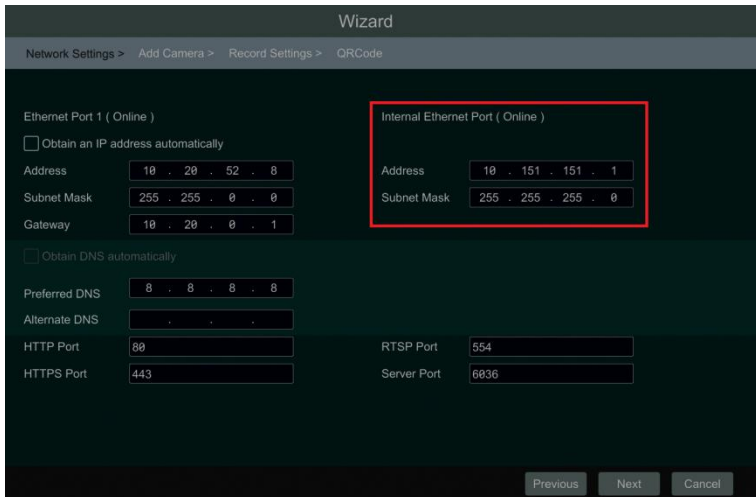 Wizard
Network Settings > Add Camera > Record Settings > QRCode
Ethernet Port 1 ( Online )
Obtain an IP address automatically
Address 10 . 20 . 52 . 8
Subnet Mask 255 . 255 . 0 . 0
Gateway 10 . 20 . 0 . 1
Internal Ethernet Port ( Online )
Address 10 . 151 . 151 . 1
Subnet Mask 255 . 255 . 255 . 0
Obtain DNS automatically
Preferred DNS 8 . 8 . 8 . 8
Alternate DNS . . .
HTTP Port 80
HTTPS Port 443
RTSP Port 554
Server Port 6036
Previous Next Cancel